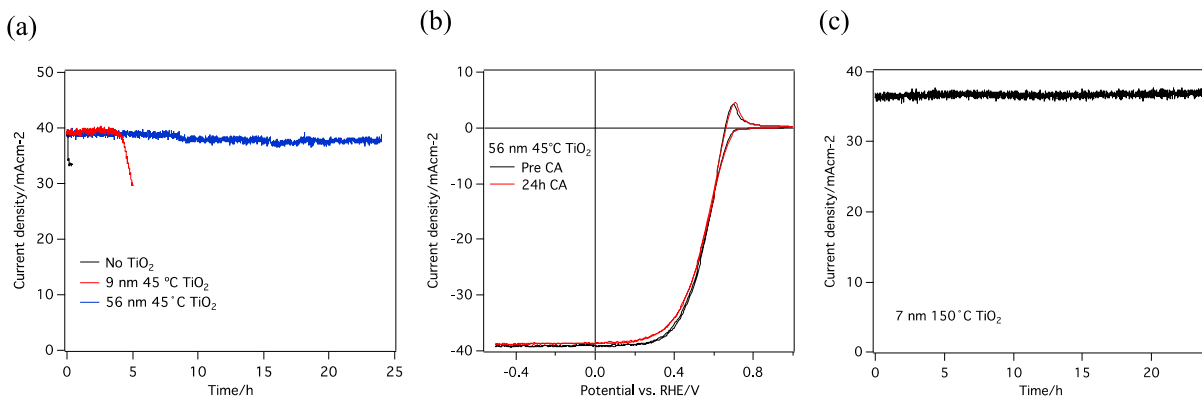 (a)
50
40
30
20
10
0
Current density/mAcm-2
No TiO₂
9 nm 45 ºC TiO₂
56 nm 45˚C TiO₂
0 5 10 15 20 25
Time/h
(b)
10
0
-10
-20
-30
-40
Current density/mAcm-2
56 nm 45°C TiO₂
Pre CA
24h CA
-0.4 0.0 0.4 0.8
Potential vs. RHE/V
(c)
40
30
20
10
0
Current density/mAcm-2
7 nm 150˚C TiO₂
0 5 10 15 20
Time/h